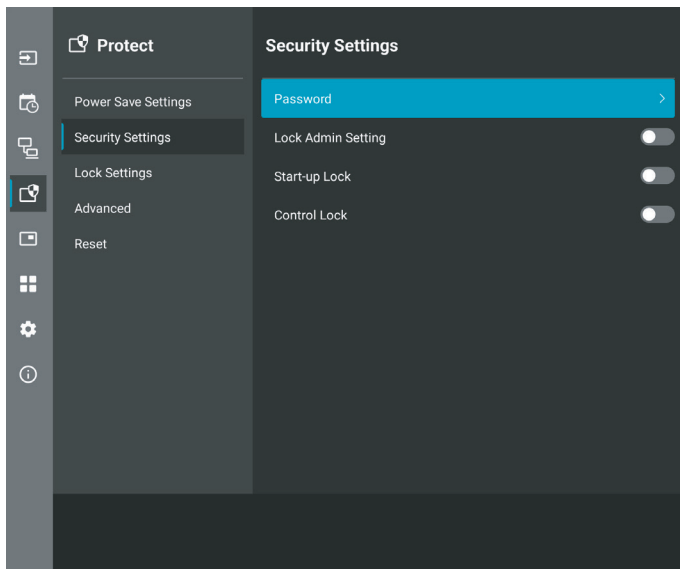 Protect
Power Save Settings
Security Settings
Lock Settings
Advanced
Reset
Security Settings
Password
Lock Admin Setting
Start-up Lock
Control Lock